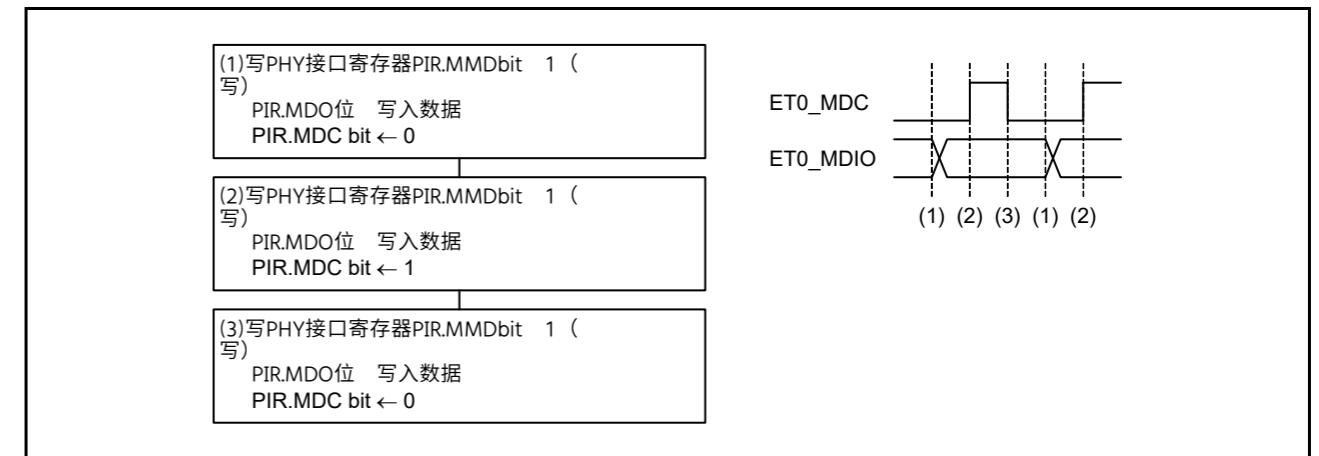 (1)写PHY接口寄存器PIR.MMDbit 1（
写）
PIR.MDO位 写入数据
PIR.MDC bit ← 0
(2)写PHY接口寄存器PIR.MMDbit 1（
写）
PIR.MDO位 写入数据
PIR.MDC bit ← 1
(3)写PHY接口寄存器PIR.MMDbit 1（
写）
PIR.MDO位 写入数据
PIR.MDC bit ← 0
ET0_MDC
ET0_MDIO
(1) (2) (3) (1) (2)